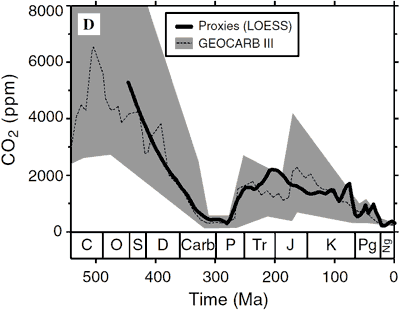 D
Proxies (LOESS)
GEOCARB III
8000
6000
4000
2000
0
CO2 (ppm)
C O S D Carb P Tr J K Pg Ng
500 400 300 200 100 0
Time (Ma)